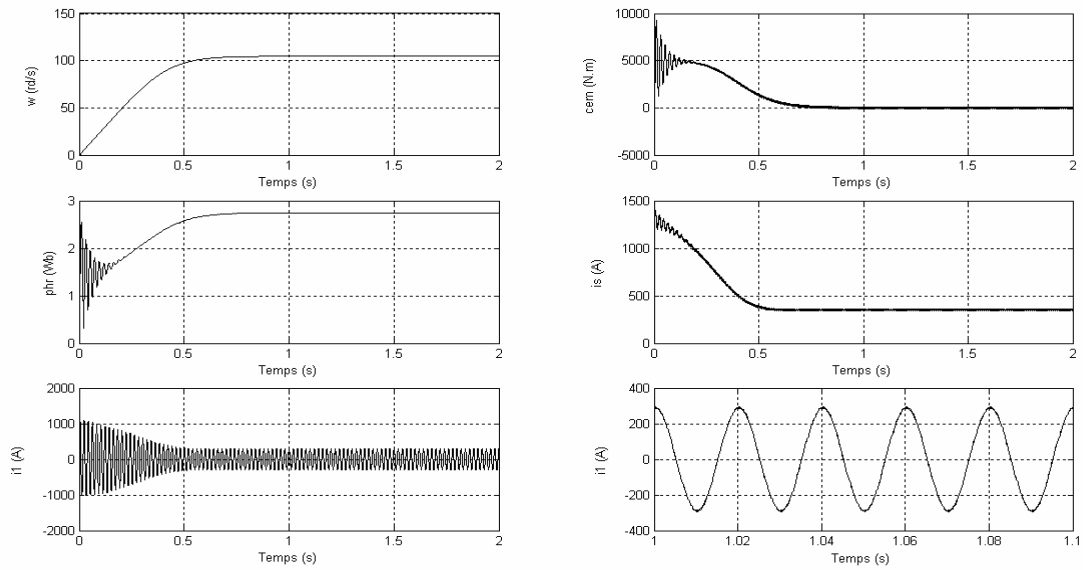 150
100
50
0
w (rd/s)
0 0.5 1 1.5 2
Temps (s)
10000
5000
0
-5000
cem (N.m)
0 0.5 1 1.5 2
Temps (s)
3
2
1
0
phr (Wb)
0 0.5 1 1.5 2
Temps (s)
1500
1000
500
0
is (A)
0 0.5 1 1.5 2
Temps (s)
2000
1000
0
-1000
-2000
i1 (A)
0 0.5 1 1.5 2
Temps (s)
400
200
0
-200
-400
i1 (A)
1 1.02 1.04 1.06 1.08 1.1
Temps (s)